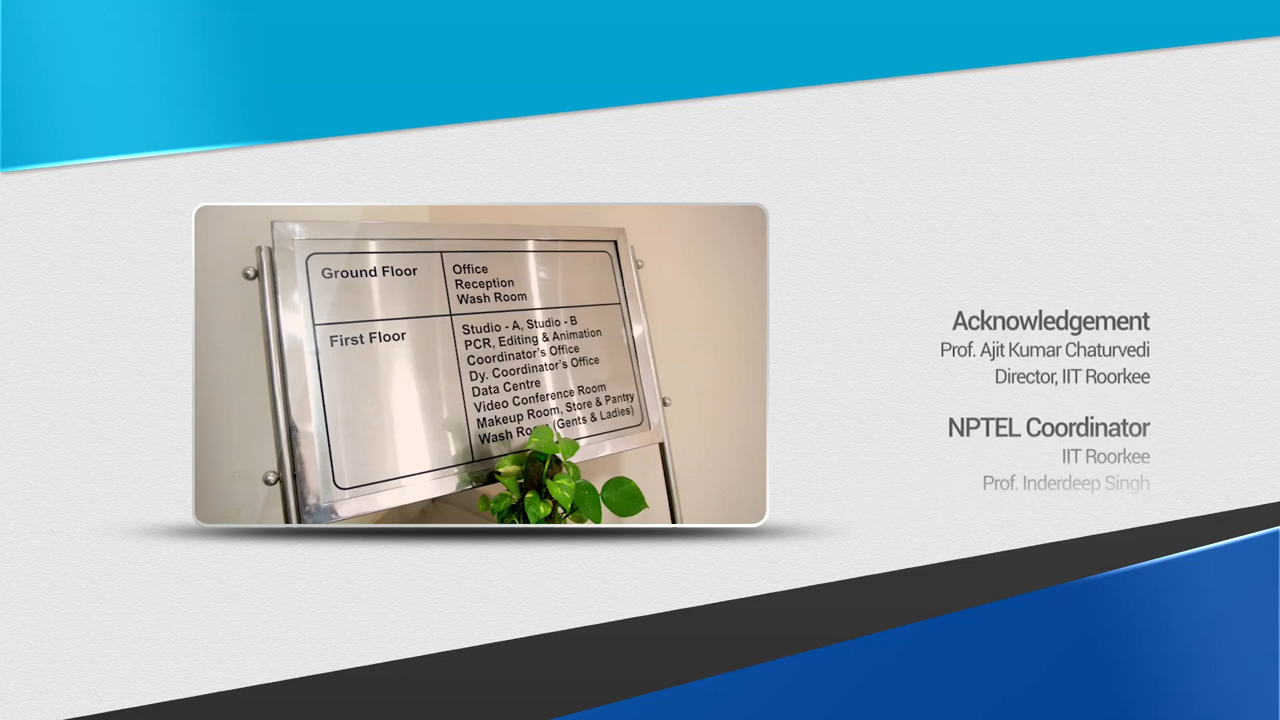 Ground Floor
Office
Reception
Wash Room
First Floor
Studio - A, Studio - B
PCR, Editing & Animation
Coordinator's Office
Dy. Coordinator's Office
Data Centre
Video Conference Room
Makeup Room, Store & Pantry
Wash Room (Gents & Ladies)
Acknowledgement
Prof. Ajit Kumar Chaturvedi
Director, IIT Roorkee
NPTEL Coordinator
IIT Roorkee
Prof. Inderdeep Singh